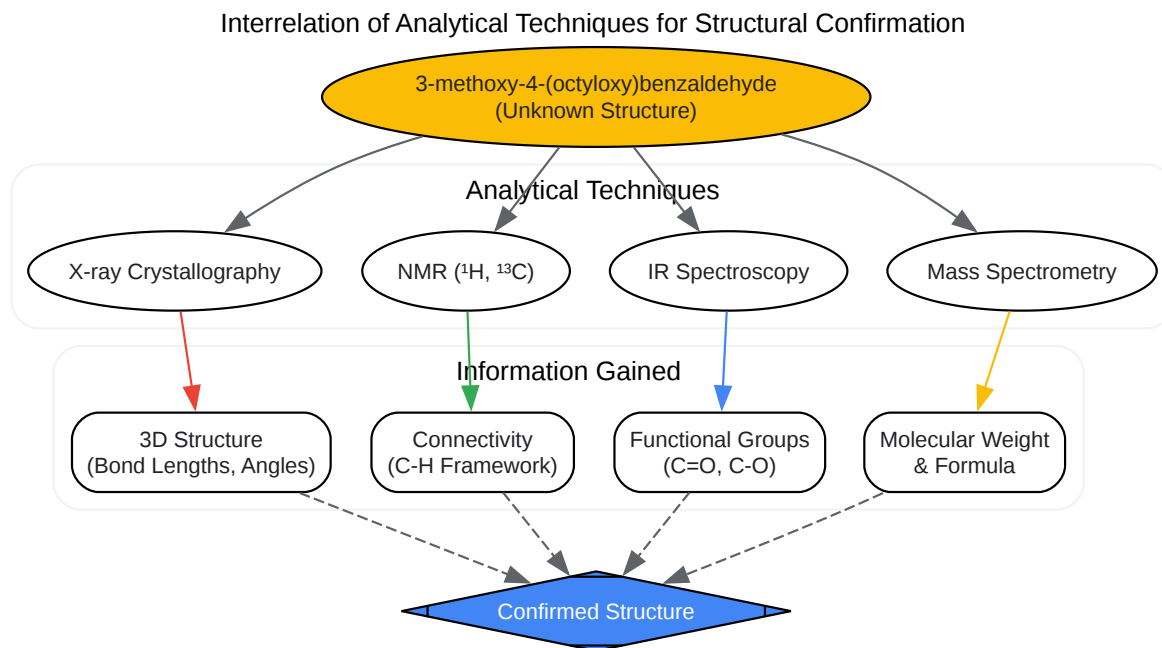 Interrelation of Analytical Techniques for Structural Confirmation
3-methoxy-4-(octyloxy)benzaldehyde
(Unknown Structure)
Analytical Techniques
X-ray Crystallography
NMR (¹H, ¹³C)
IR Spectroscopy
Mass Spectrometry
Information Gained
3D Structure
(Bond Lengths, Angles)
Connectivity
(C-H Framework)
Functional Groups
(C=O, C-O)
Molecular Weight
& Formula
Confirmed Structure